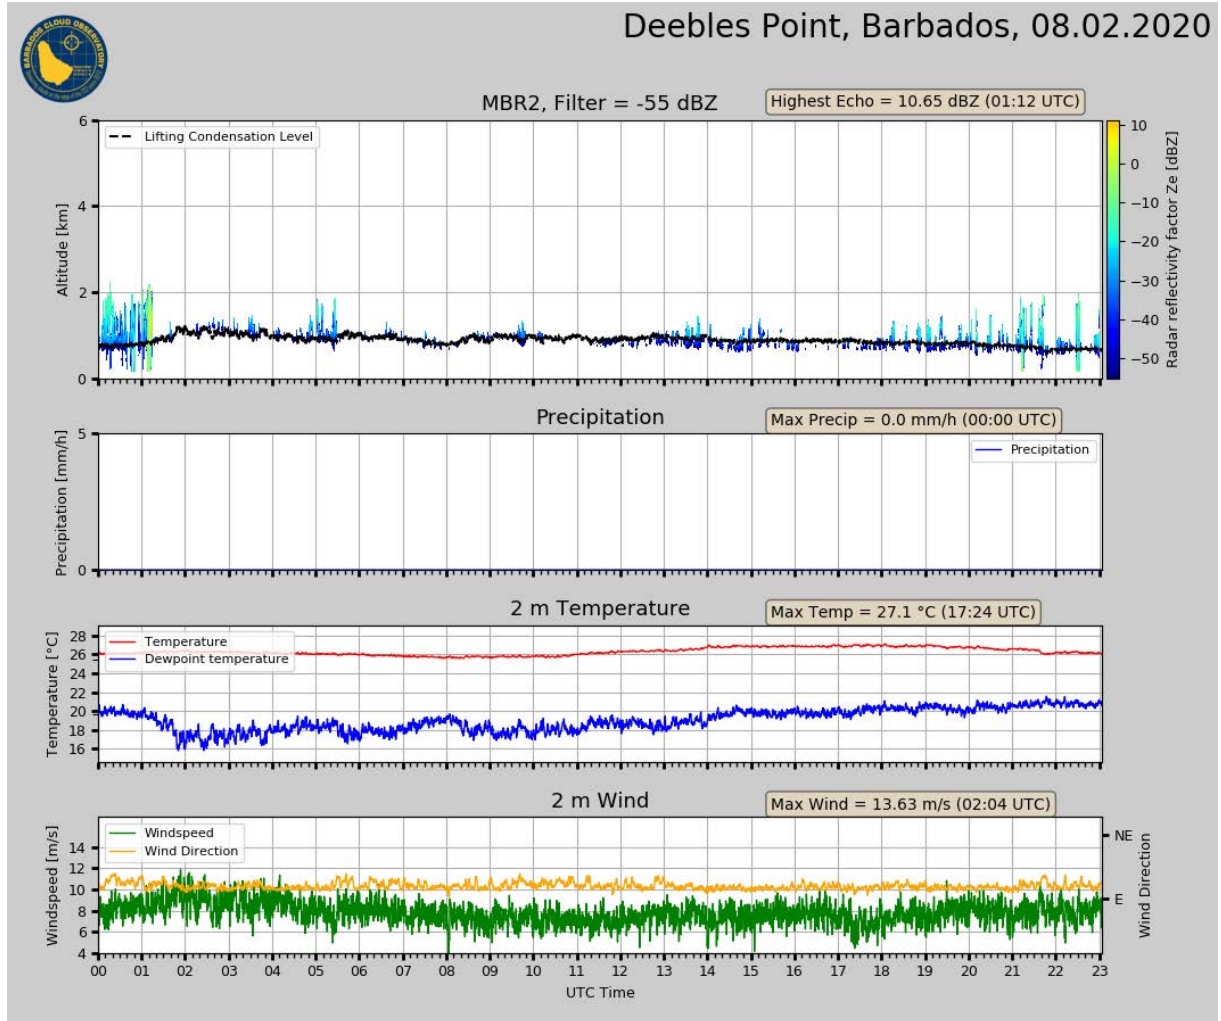 Deebles Point, Barbados, 08.02.2020
BARBADOS CLOUD OBSERVATORY
MBR2, Filter = -55 dBZ
Highest Echo = 10.65 dBZ (01:12 UTC)
Lifting Condensation Level
Altitude [km]
6
4
2
0
10
0
−10
−20
−30
−40
−50
Radar reflectivity factor Ze [dBZ]
Precipitation
Max Precip = 0.0 mm/h (00:00 UTC)
Precipitation
Precipitation [mm/h]
5
0
2 m Temperature
Max Temp = 27.1 °C (17:24 UTC)
Temperature
Dewpoint temperature
Temperature [°C]
28
26
24
22
20
18
16
2 m Wind
Max Wind = 13.63 m/s (02:04 UTC)
Windspeed
Wind Direction
Windspeed [m/s]
14
12
10
8
6
4
NE
E
Wind Direction
00 01 02 03 04 05 06 07 08 09 10 11 12 13 14 15 16 17 18 19 20 21 22 23
UTC Time